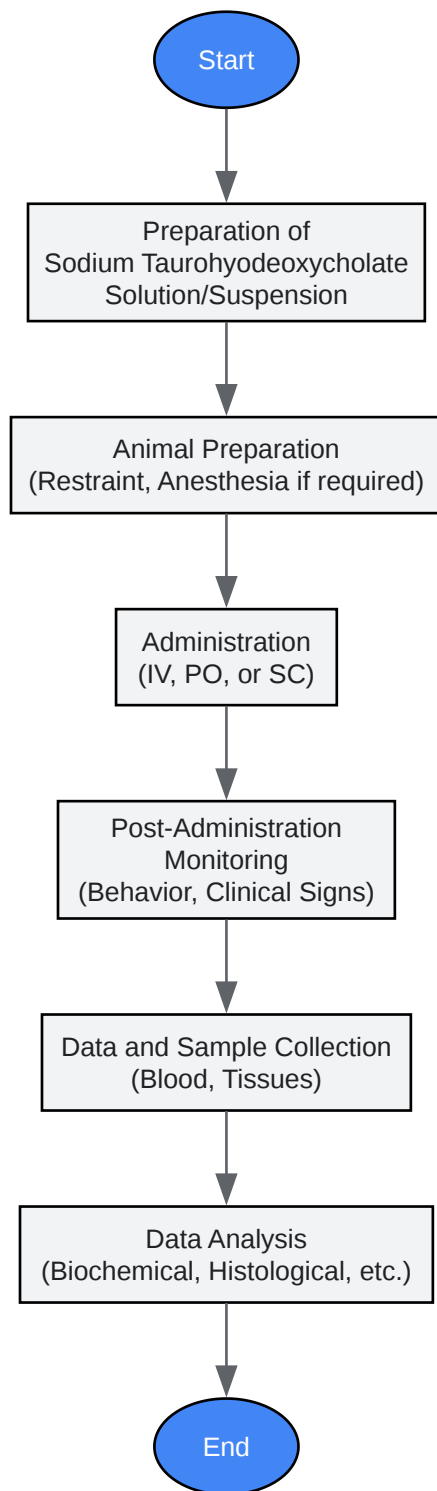 Start
Preparation of
Sodium Taurohyodeoxycholate
Solution/Suspension
Animal Preparation
(Restraint, Anesthesia if required)
Administration
(IV, PO, or SC)
Post-Administration
Monitoring
(Behavior, Clinical Signs)
Data and Sample Collection
(Blood, Tissues)
Data Analysis
(Biochemical, Histological, etc.)
End